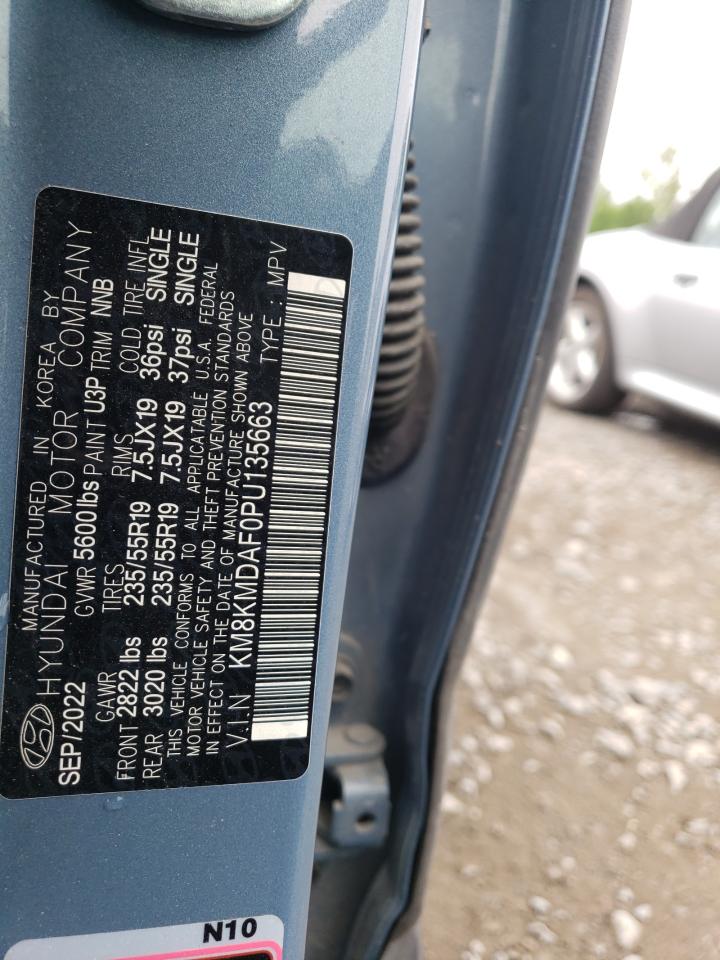 MANUFACTURED IN KOREA BY
HYUNDAI MOTOR COMPANY
SEP/2022 GVWR 5600 lbs PAINT U3P TRIM NNB
GAWR TIRES RIMS COLD TIRE INFL
FRONT 2822 lbs 235/55R19 7.5JX19 36psi SINGLE
REAR 3020 lbs 235/55R19 7.5JX19 37psi SINGLE
THIS VEHICLE CONFORMS TO ALL APPLICATABLE U.S.A. FEDERAL
MOTOR VEHICLE SAFETY AND THEFT PREVENTION STANDARDS
IN EFFECT ON THE DATE OF MANUFACTURE SHOWN ABOVE
V.I.N KM8KMDAF0PU135663 TYPE : MPV
N10